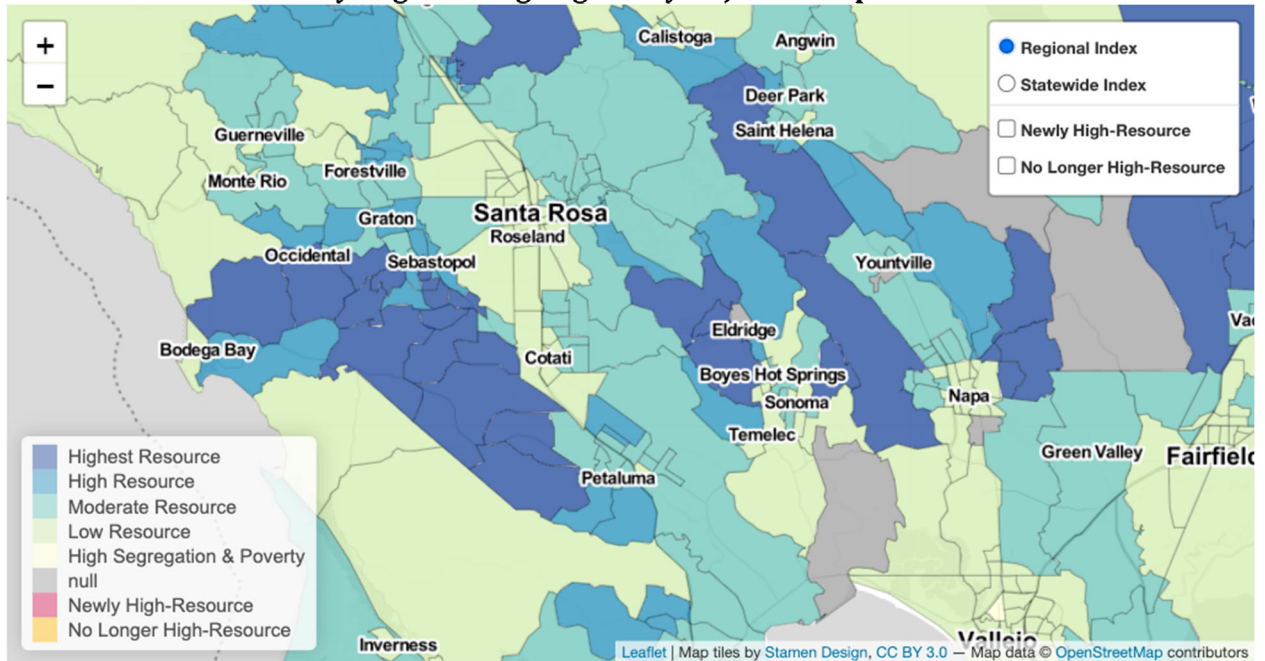 +
−
Calistoga
Angwin
Regional Index
Statewide Index
Newly High-Resource
No Longer High-Resource
Deer Park
Saint Helena
Guerneville
Forestville
Monte Rio
Graton
Santa Rosa
Roseland
Occidental
Sebastopol
Yountville
Eldridge
Bodega Bay
Cotati
Boyes Hot Springs
Sonoma
Napa
Temelec
Green Valley
Fairfield
Petaluma
Highest Resource
High Resource
Moderate Resource
Low Resource
High Segregation & Poverty
null
Newly High-Resource
No Longer High-Resource
Inverness
Vallejo
Leaflet | Map tiles by Stamen Design, CC BY 3.0 — Map data © OpenStreetMap contributors